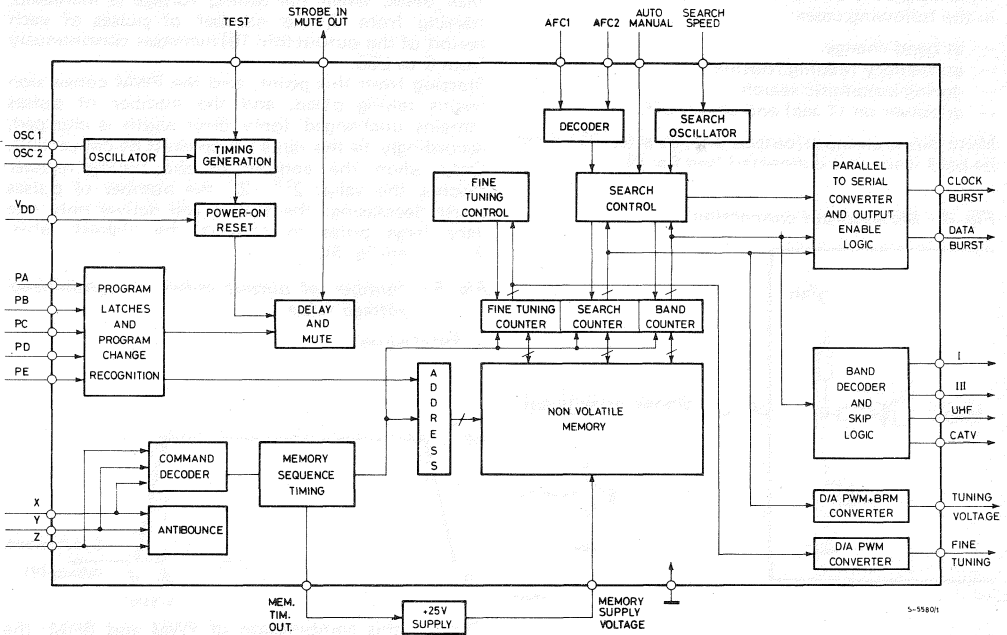 TEST
STROBE IN
MUTE OUT
AFC1
AFC2
AUTO
MANUAL
SEARCH
SPEED
OSC 1
OSC 2
OSCILLATOR
TIMING
GENERATION
DECODER
SEARCH
OSCILLATOR
VDD
POWER-ON
RESET
FINE
TUNING
CONTROL
SEARCH
CONTROL
PARALLEL
TO SERIAL
CONVERTER
AND OUTPUT
ENABLE
LOGIC
CLOCK
BURST
DATA
BURST
PA
PB
PC
PD
PE
PROGRAM
LATCHES
AND
PROGRAM
CHANGE
RECOGNITION
DELAY
AND
MUTE
FINE TUNING
COUNTER
SEARCH
COUNTER
BAND
COUNTER
ADDRESS
NON VOLATILE
MEMORY
BAND
DECODER
AND
SKIP
LOGIC
I
III
UHF
CATV
COMMAND
DECODER
MEMORY
SEQUENCE
TIMING
X
Y
Z
ANTIBOUNCE
D/A PWM+BRM
CONVERTER
TUNING
VOLTAGE
D/A PWM
CONVERTER
FINE
TUNING
MEM.
TIM.
OUT.
+25V
SUPPLY
MEMORY
SUPPLY
VOLTAGE
S-5580/1